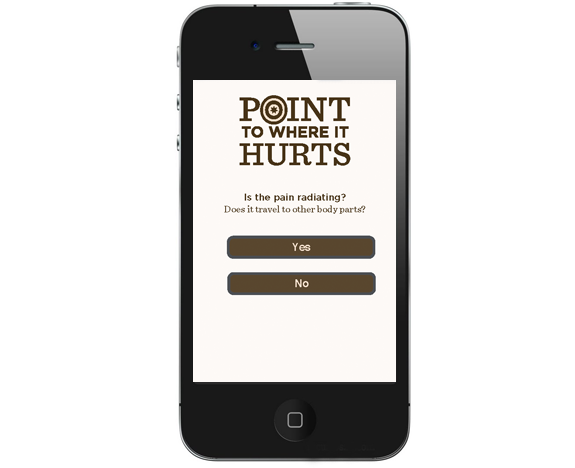 POINT
TO WHERE IT
HURTS
Is the pain radiating?
Does it travel to other body parts?
Yes
No